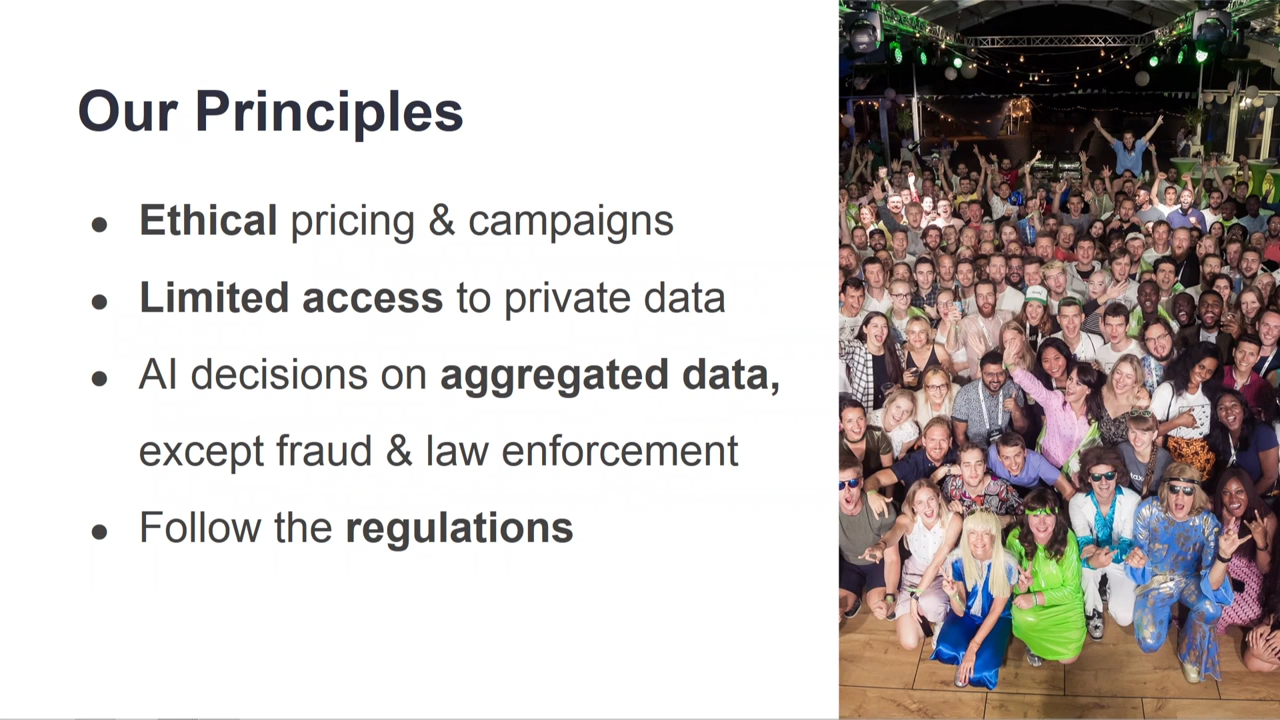 Our Principles
● Ethical pricing & campaigns
● Limited access to private data
● AI decisions on aggregated data,
except fraud & law enforcement
● Follow the regulations